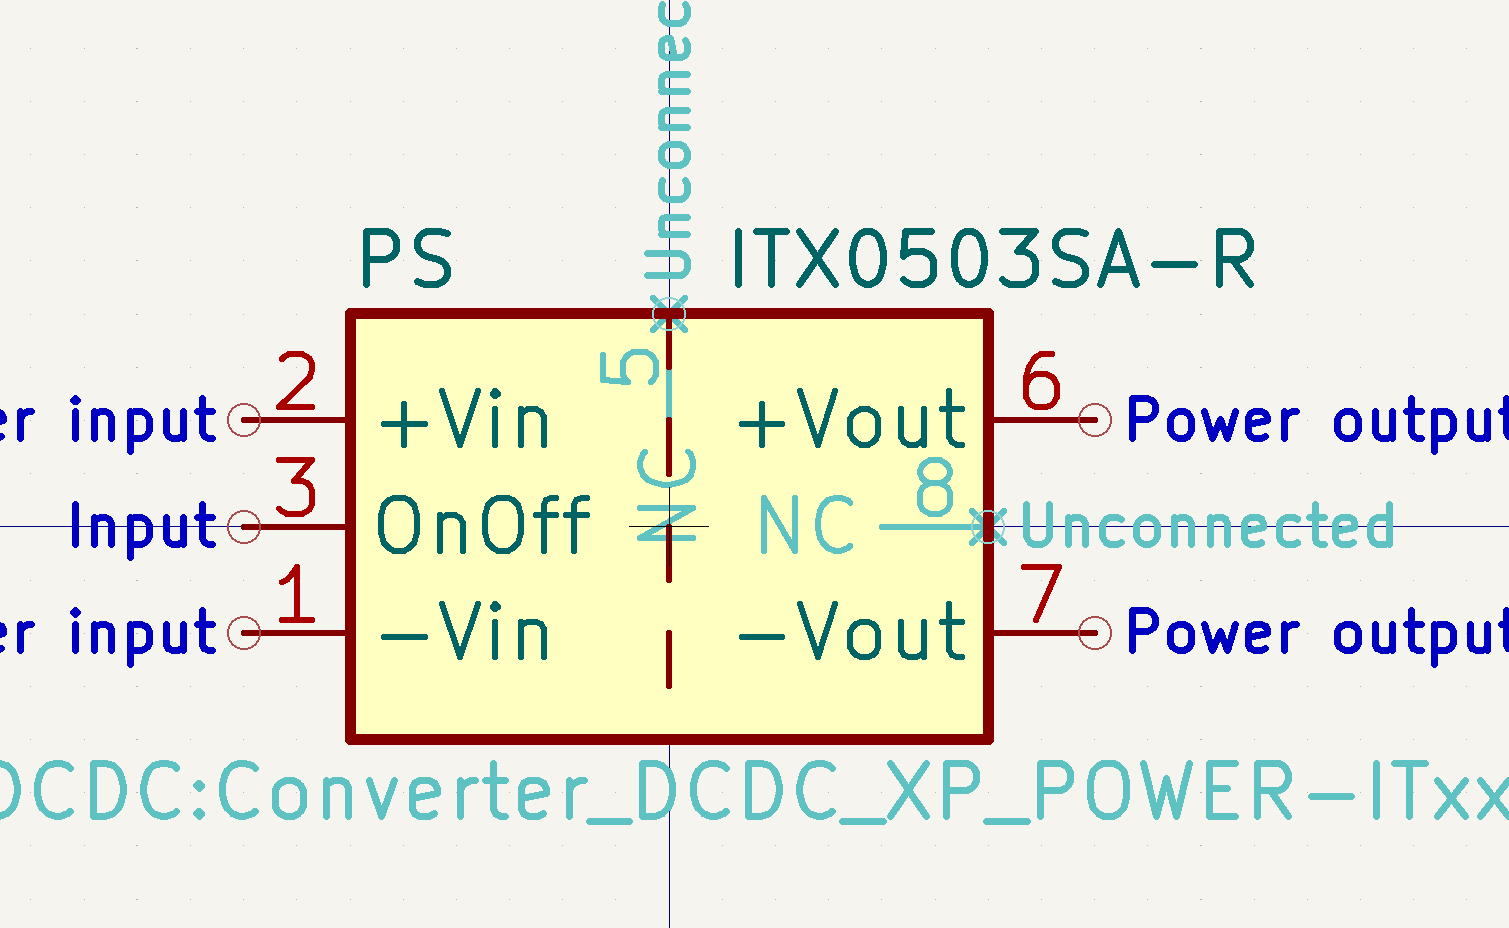 Unconnec
PS
ITX0503SA-R
5
NC
2
er input
+Vin
+Vout
6
Power output
3
Input
OnOff
NC
8
Unconnected
1
er input
-Vin
-Vout
7
Power output
DCDC:Converter_DCDC_XP_POWER-ITxx